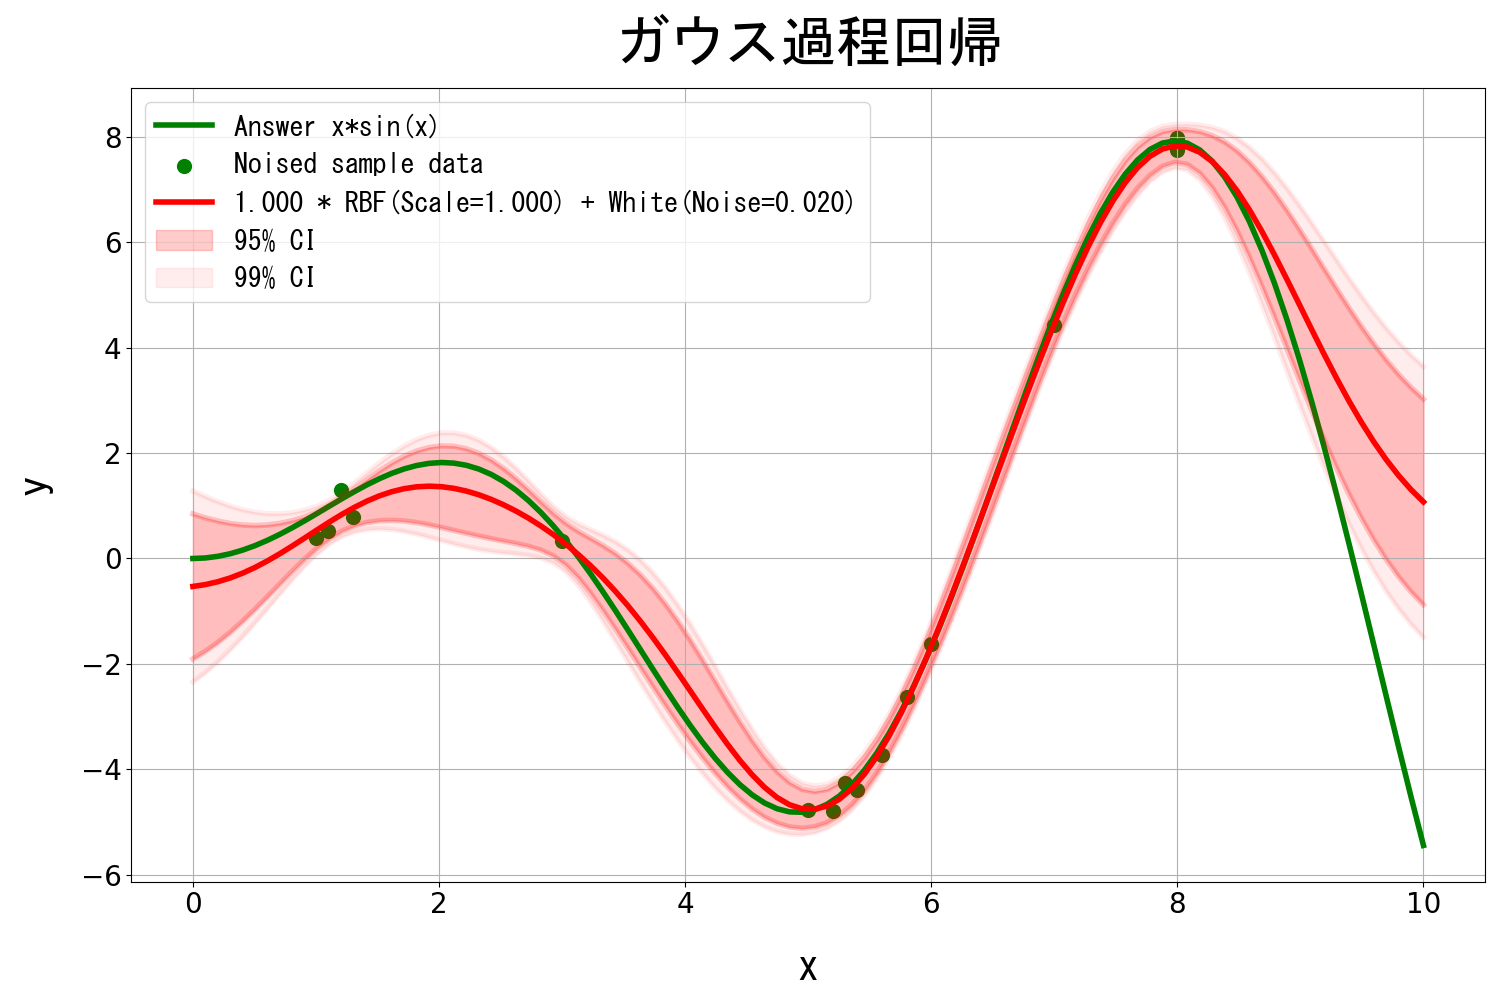 ガウス過程回帰
Answer x*sin(x)
Noised sample data
1.000 * RBF(Scale=1.000) + White(Noise=0.020)
95% CI
99% CI
8
6
4
2
0
−2
−4
−6
y
0 2 4 6 8 10
x